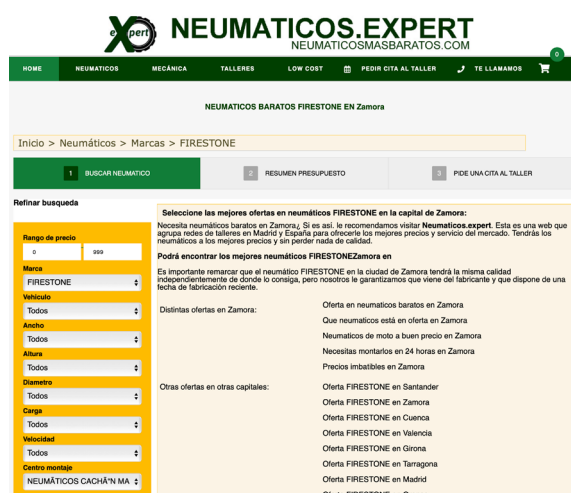 expert
NEUMATICOS.EXPERT
NEUMATICOSMASBARATOS.COM
0
HOME NEUMATICOS MECÁNICA TALLERES LOW COST PEDIR CITA AL TALLER TE LLAMAMOS
NEUMATICOS BARATOS FIRESTONE EN Zamora
Inicio > Neumáticos > Marcas > FIRESTONE
1 BUSCAR NEUMATICO 2 RESUMEN PRESUPUESTO 3 PIDE UNA CITA AL TALLER
Refinar busqueda
Rango de precio
0 - 999
Marca
FIRESTONE
Vehiculo
Todos
Ancho
Todos
Altura
Todos
Diametro
Todos
Carga
Todos
Velocidad
Todos
Centro montaje
NEUMÃTICOS CACHÃ“N MA
Seleccione las mejores ofertas en neumáticos FIRESTONE en la capital de Zamora:
Necesita neumáticos baratos en Zamora¿ Si es así. le recomendamos visitar Neumaticos.expert. Esta es una web que
agrupa redes de talleres en Madrid y España para ofrecerle los mejores precios y servicio del mercado. Tendrás los
neumáticos a los mejores precios y sin perder nada de calidad.
Podrá encontrar los mejores neumáticos FIRESTONEZamora en
Es importante remarcar que el neumático FIRESTONE en la ciudad de Zamora tendrá la misma calidad
independientemente de donde lo consiga, pero nosotros le garantizamos que viene del fabricante y que dispone de una
fecha de fabricación reciente.
Distintas ofertas en Zamora:
Oferta en neumaticos baratos en Zamora
Que neumaticos está en oferta en Zamora
Neumaticos de moto a buen precio en Zamora
Necesitas montarlos en 24 horas en Zamora
Precios imbatibles en Zamora
Otras ofertas en otras capitales:
Oferta FIRESTONE en Santander
Oferta FIRESTONE en Zamora
Oferta FIRESTONE en Cuenca
Oferta FIRESTONE en Valencia
Oferta FIRESTONE en Girona
Oferta FIRESTONE en Tarragona
Oferta FIRESTONE en Madrid